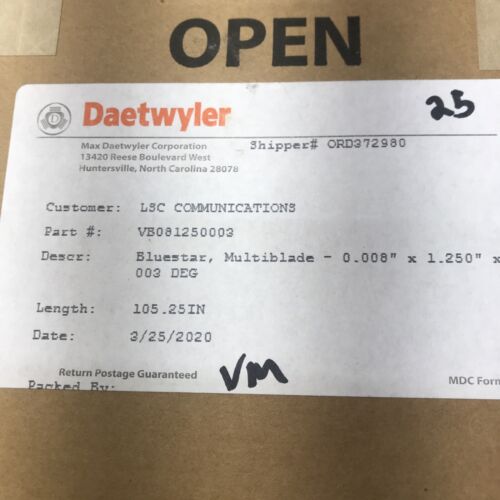 OPEN
Daetwyler
25
Max Daetwyler Corporation
Shipper# ORD372980
13420 Reese Boulevard West
Huntersville, North Carolina 28078
Customer: LSC COMMUNICATIONS
Part #: VB081250003
Descr: Bluestar, Multiblade - 0.008" x 1.250" x
003 DEG
Length: 105.25IN
Date: 3/25/2020
Return Postage Guaranteed
VM
MDC Form
Packed By: